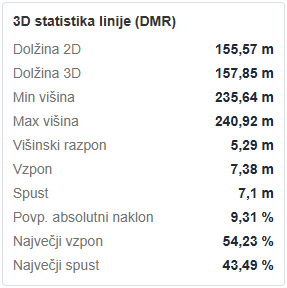 3D statistika linije (DMR)
Dolžina 2D 155,57 m
Dolžina 3D 157,85 m
Min višina 235,64 m
Max višina 240,92 m
Višinski razpon 5,29 m
Vzpon 7,38 m
Spust 7,1 m
Povp. absolutni naklon 9,31 %
Največji vzpon 54,23 %
Največji spust 43,49 %